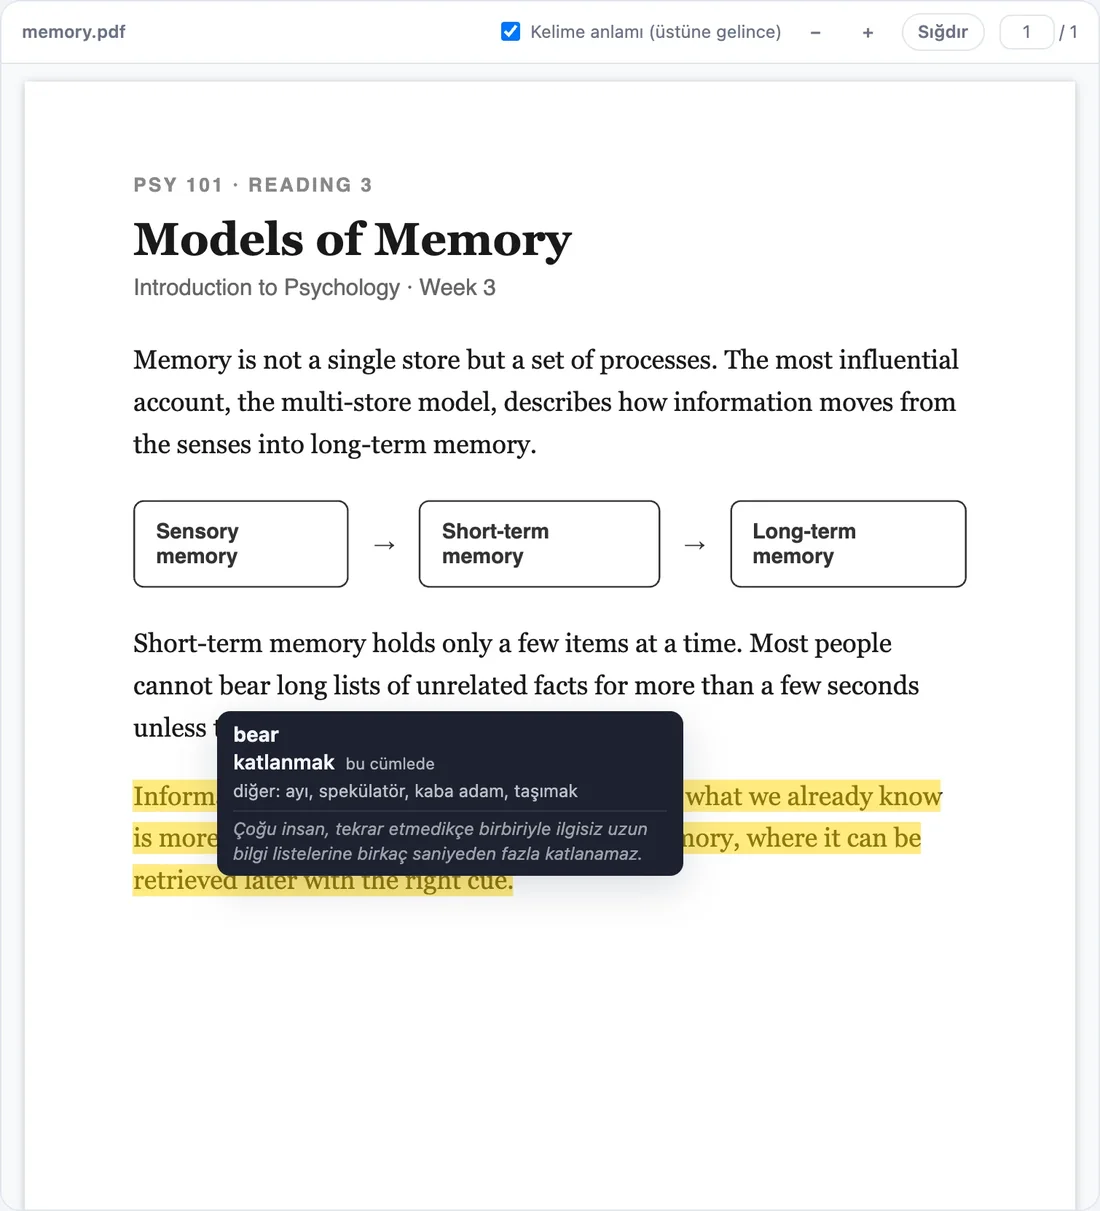 memory.pdf
Kelime anlamı (üstüne gelince)
−
+
Sığdır
1 / 1
PSY 101 · READING 3
Models of Memory
Introduction to Psychology · Week 3
Memory is not a single store but a set of processes. The most influential
account, the multi-store model, describes how information moves from
the senses into long-term memory.
Sensory
memory
→
Short-term
memory
→
Long-term
memory
Short-term memory holds only a few items at a time. Most people
cannot bear long lists of unrelated facts for more than a few seconds
unless
bear
katlanmak bu cümlede
diğer: ayı, spekülatör, kaba adam, taşımak
Çoğu insan, tekrar etmedikçe birbiriyle ilgisiz uzun
bilgi listelerine birkaç saniyeden fazla katlanamaz.
what we already know
is more
where it can be
retrieved later with the right cue.